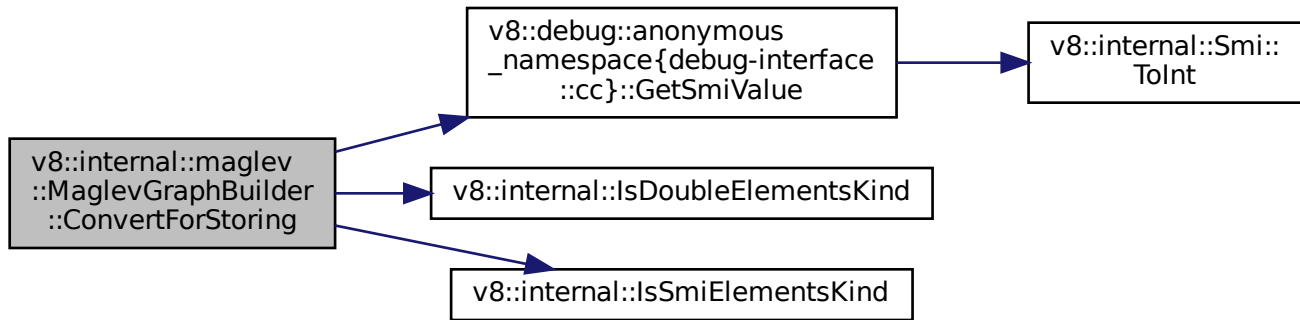 v8::internal::maglev
::MaglevGraphBuilder
::ConvertForStoring
v8::debug::anonymous
_namespace{debug-interface
::cc}::GetSmiValue
v8::internal::Smi::
ToInt
v8::internal::IsDoubleElementsKind
v8::internal::IsSmiElementsKind